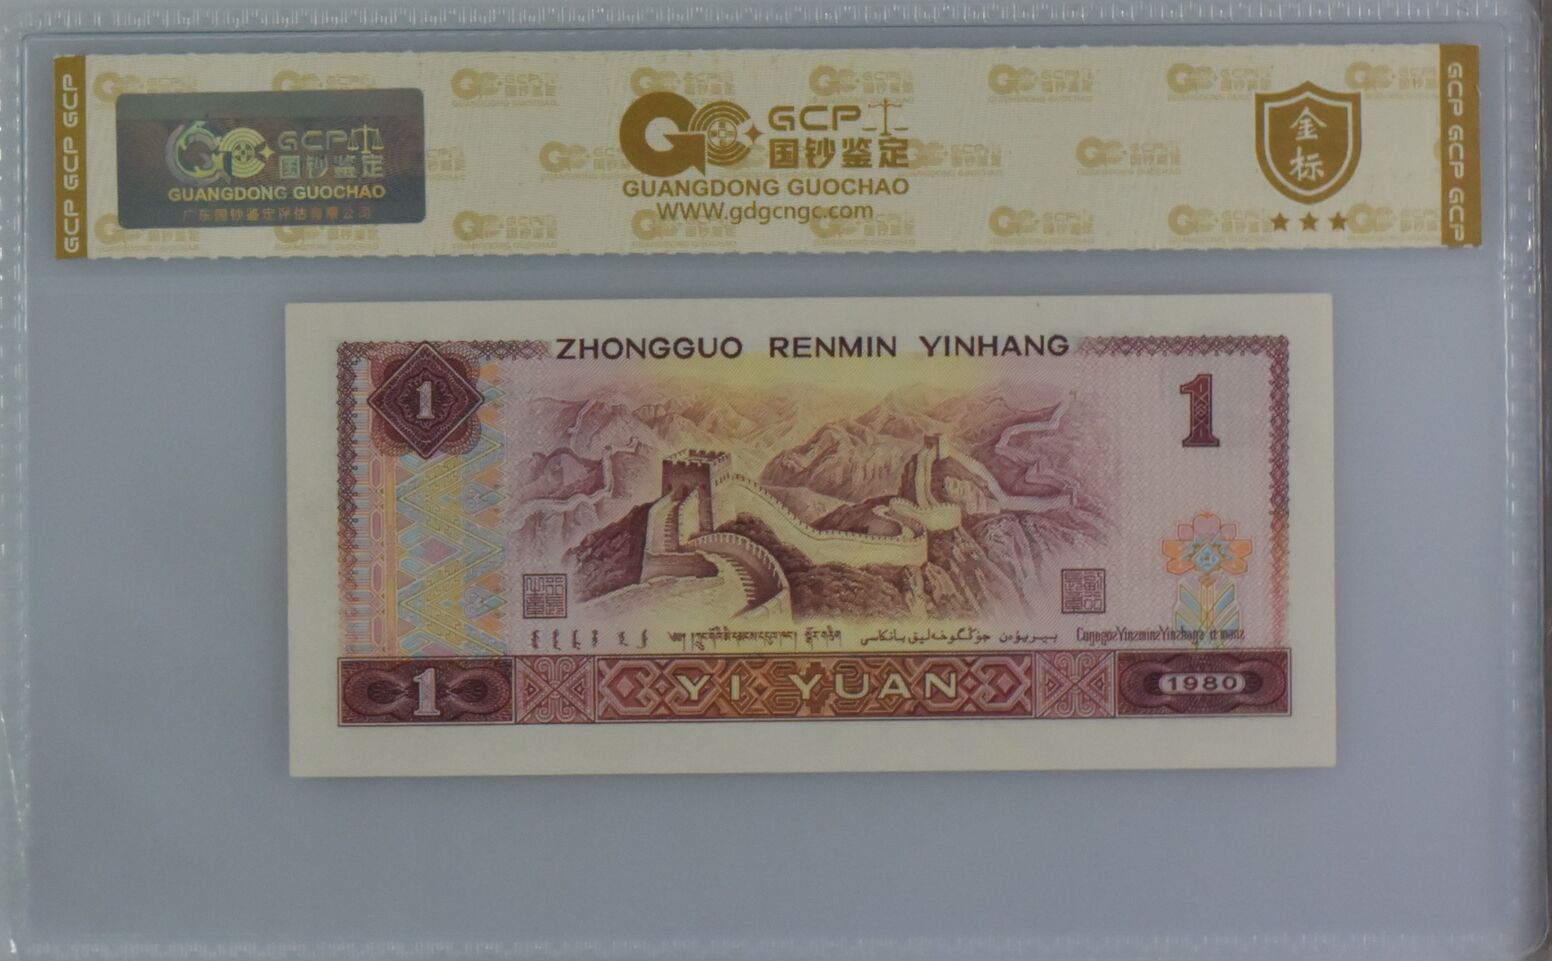 GCP GCP GCP
GCP
国钞鉴定
GUANGDONG GUOCHAO
广东国钞鉴定评估有限公司
GCP
国钞鉴定
GUANGDONG GUOCHAO
WWW.gdgcngc.com
金标
GCP GCP GCP
ZHONGGUO RENMIN YINHANG
1
1
1
YI YUAN
1980